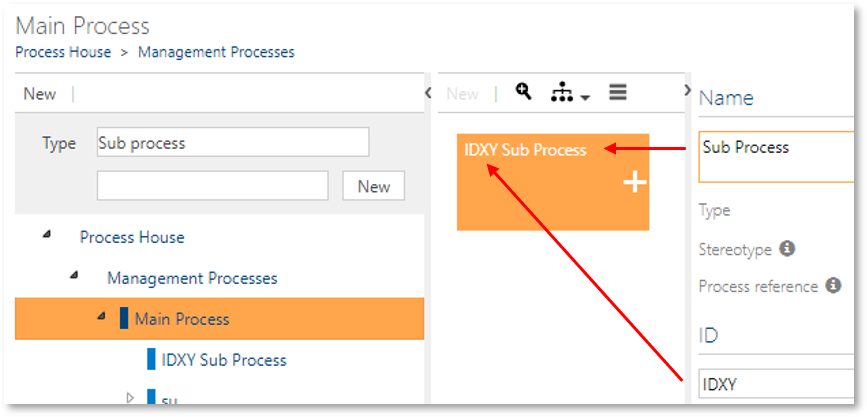 Main Process
Process House > Management Processes
New
Type Sub process
New
Process House
Management Processes
Main Process
IDXY Sub Process
su
New
IDXY Sub Process
Name
Sub Process
Type
Stereotype
Process reference
ID
IDXY